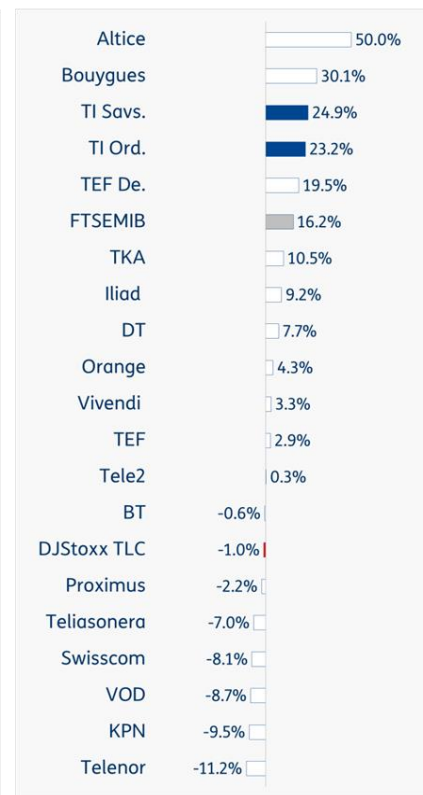 Altice 50.0%
Bouygues 30.1%
TI Savs. 24.9%
TI Ord. 23.2%
TEF De. 19.5%
FTSEMIB 16.2%
TKA 10.5%
Iliad 9.2%
DT 7.7%
Orange 4.3%
Vivendi 3.3%
TEF 2.9%
Tele2 0.3%
BT -0.6%
DJStoxx TLC -1.0%
Proximus -2.2%
Teliasonera -7.0%
Swisscom -8.1%
VOD -8.7%
KPN -9.5%
Telenor -11.2%